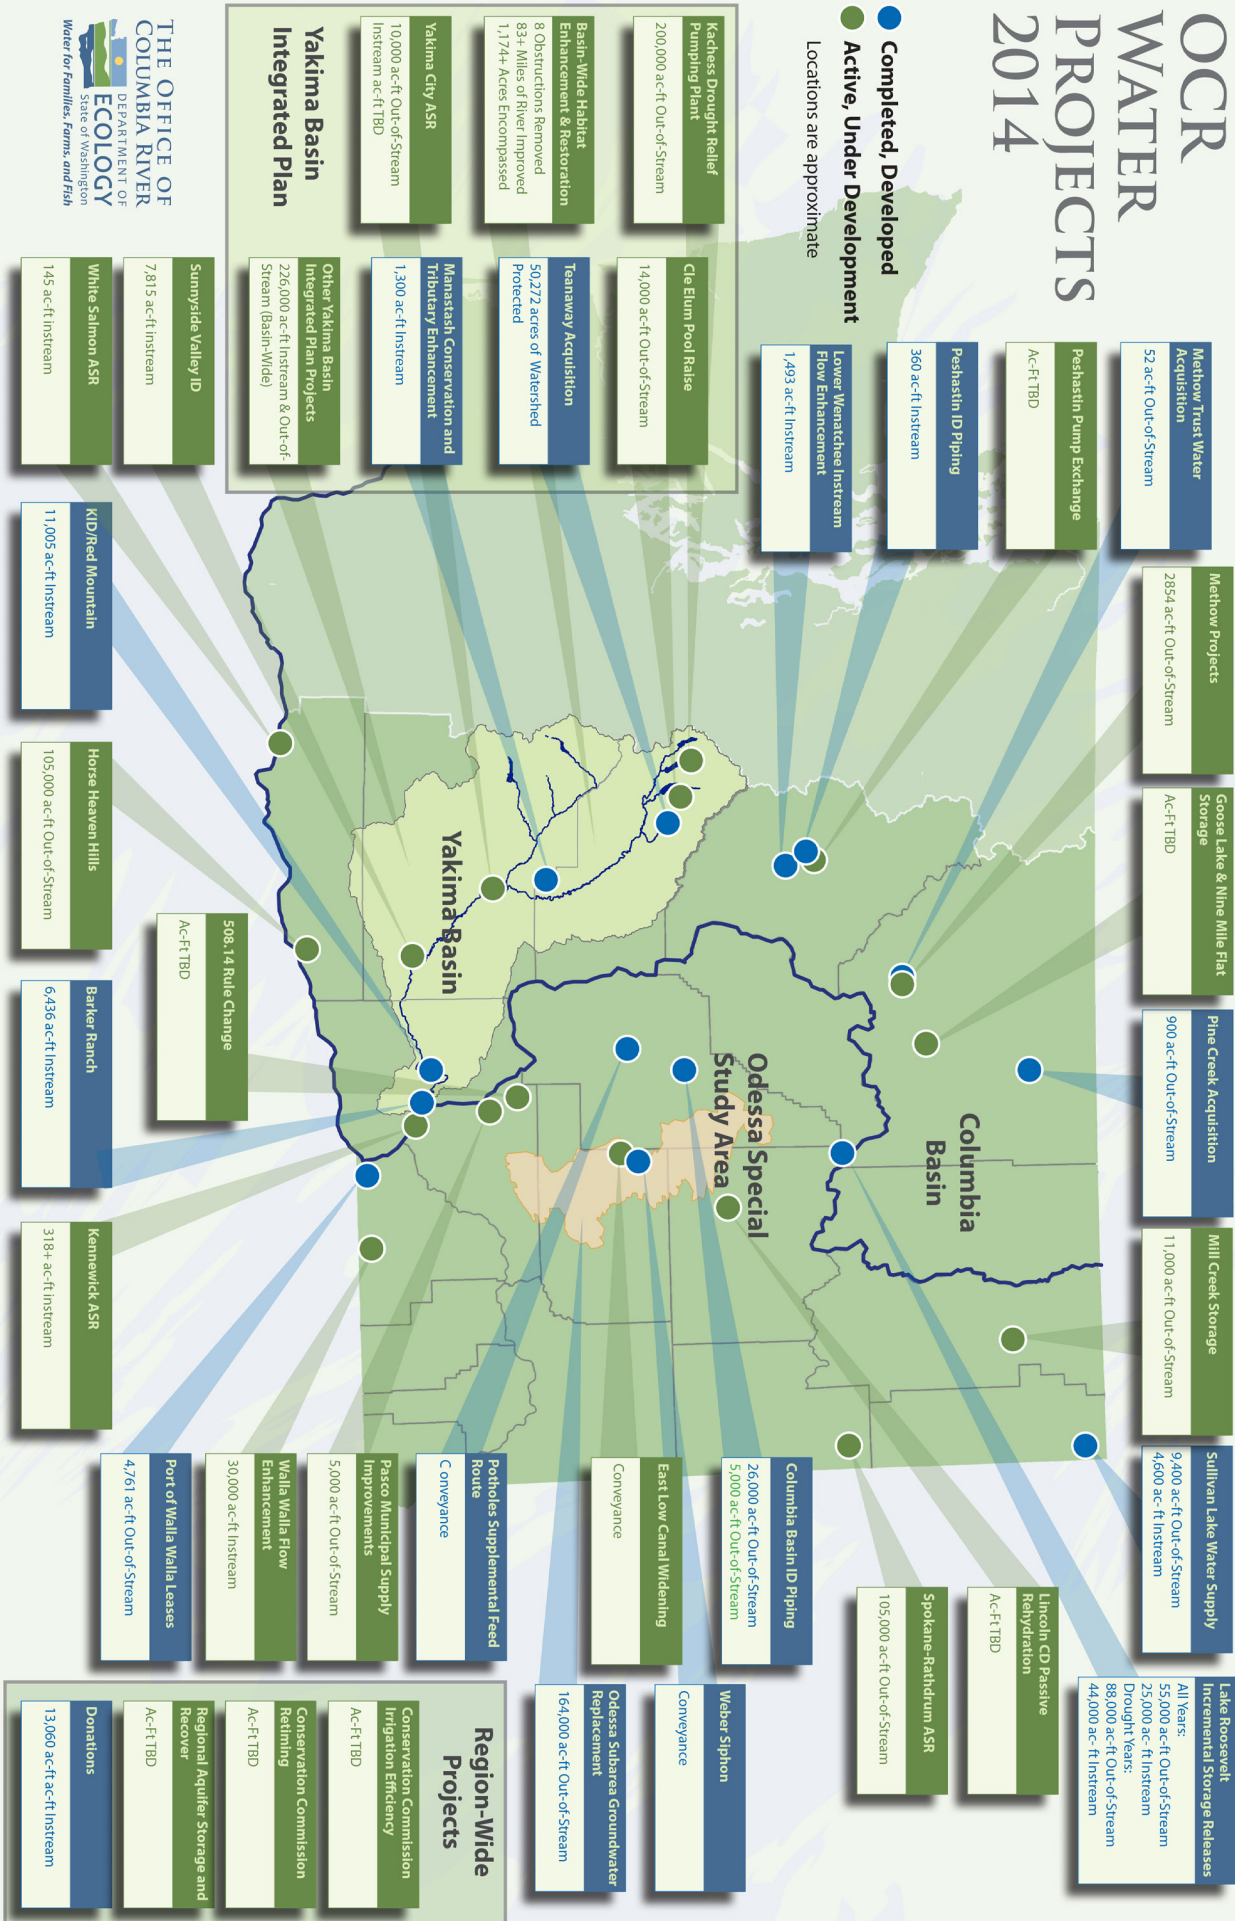 OCR
WATER
PROJECTS
2014
Completed, Developed
Active, Under Development
Locations are approximate
Methow Trust Water
Acquisition
52 ac-ft Out-of-Stream
Peshastin Pump Exchange
Ac-Ft TBD
Peshastin ID Piping
360 ac-ft Instream
Lower Wenatchee Instream
Flow Enhancement
1,493 ac-ft Instream
Methow Projects
2854 ac-ft Out-of-Stream
Goose Lake & Nine Mile Flat
Storage
Ac-Ft TBD
Pine Creek Acquisition
900 ac-ft Out-of-Stream
Mill Creek Storage
11,000 ac-ft Out-of-Stream
Sullivan Lake Water Supply
9,400 ac-ft Out-of-Stream
4,600 ac- ft Instream
Lake Roosevelt
Incremental Storage Releases
All Years:
55,000 ac-ft Out-of-Stream
25,000 ac- ft Instream
Drought Years:
88,000 ac-ft Out-of-Stream
44,000 ac- ft Instream
Lincoln CD Passive
Rehydration
Ac-Ft TBD
Spokane-Rathdrum ASR
105,000 ac-ft Out-of-Stream
Columbia Basin ID Piping
26,000 ac-ft Out-of-Stream
5,000 ac-ft Out-of-Stream
Weber Siphon
Conveyance
East Low Canal Widening
Conveyance
Odessa Subarea Groundwater
Replacement
164,000 ac-ft Out-of-Stream
Potholes Supplemental Feed
Route
C onveyance
Pasco Municipal Supply
Improvements
5,000 ac-ft Out-of-Stream
Walla Walla Flow
Enhancement
30,000 ac-ft Instream
Port of Walla Walla Leases
4,761 ac-ft Out-of-Stream
Columbia
Basin
Odessa Special
Study Area
Yakima Basin
Kachess Drought Relief
Pumping Plant
200,000 ac-ft Out-of-Stream
Cle Elum Pool Raise
14,000 ac-ft Out-of-Stream
Basin-Wide Habitat
Enhancement & Restoration
8 Obstructions Removed
83+ Miles of River Improved
1,174+ Acres Encompassed
Teanaway Acquisition
50,272 acres of Watershed
Protected
Yakima City ASR
10,000 ac-ft Out-of-Stream
Instream ac-ft TBD
Manastash Conservation and
Tributary Enhancement
1,300 ac-ft Instream
Yakima Basin
Integrated Plan
Other Yakima Basin
Integrated Plan Projects
226,000 ac-ft Instream & Out-of-
Stream (Basin-Wide)
Sunnyside Valley ID
7,815 ac-ft instream
White Salmon ASR
145 ac-ft instream
KID/Red Mountain
11,005 ac-ft Instream
Horse Heaven Hills
105,000 ac-ft Out-of-Stream
508.14 Rule Change
Ac-Ft TBD
Barker Ranch
6,436 ac-ft Instream
Kennewick ASR
318+ ac-ft instream
Region-Wide
Projects
Conservation Commission
Irrigation Efficiency
Ac-Ft TBD
Conservation Commission
Retiming
Ac-Ft TBD
Regional Aquifer Storage and
Recover
Ac-Ft TBD
Donations
13,060 ac-ft ac-ft Instream
THE OFFICE OF
COLUMBIA RIVER
DEPARTMENT OF
ECOLOGY
State of Washington
Water for Families, Farms, and Fish